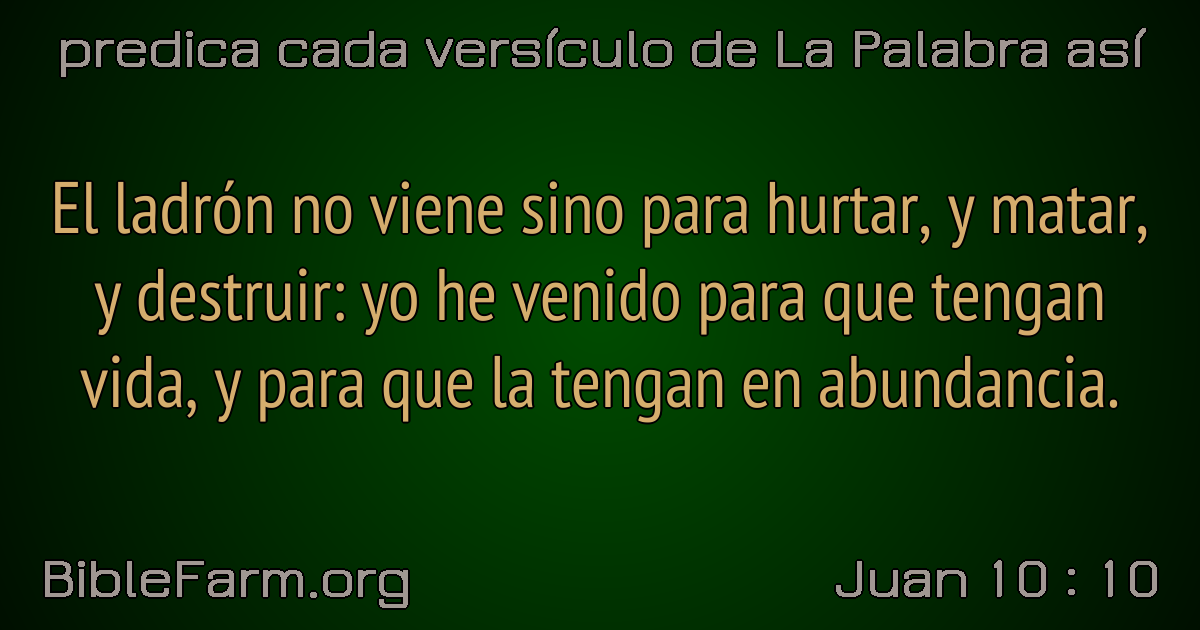 predica cada versículo de La Palabra así
El ladrón no viene sino para hurtar, y matar,
y destruir: yo he venido para que tengan
vida, y para que la tengan en abundancia.
BibleFarm.org
Juan 10 : 10